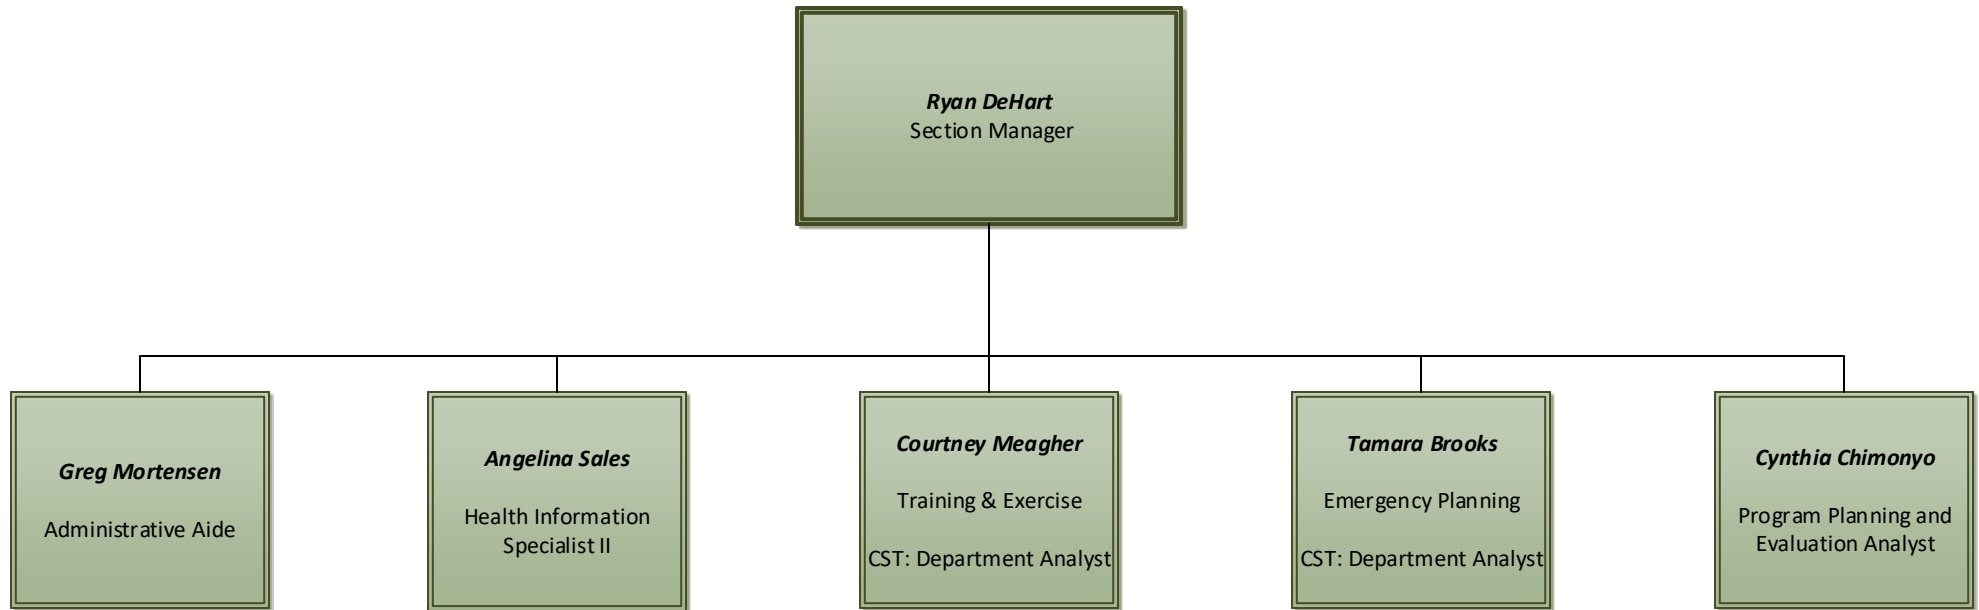 Ryan DeHart
Section Manager
Greg Mortensen
Administrative Aide
Angelina Sales
Health Information
Specialist II
Courtney Meagher
Training & Exercise
CST: Department Analyst
Tamara Brooks
Emergency Planning
CST: Department Analyst
Cynthia Chimonyo
Program Planning and
Evaluation Analyst